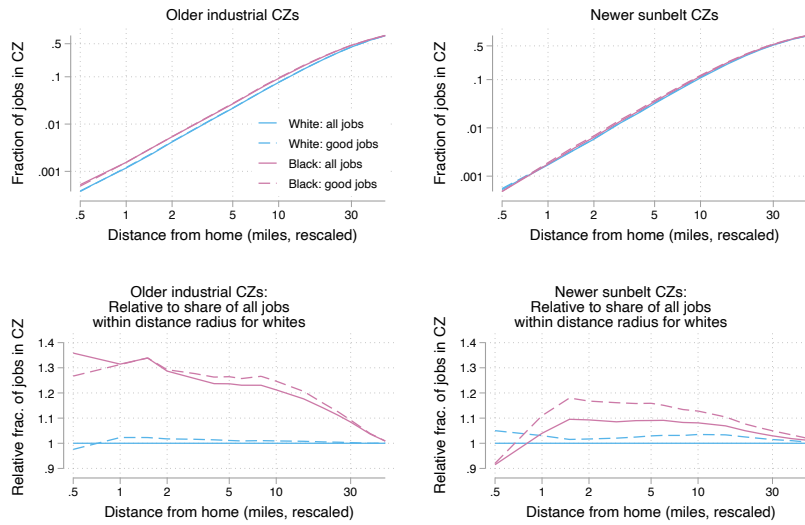 Older industrial CZs
Fraction of jobs in CZ
.5
.1
.01
.001
White: all jobs
White: good jobs
Black: all jobs
Black: good jobs
.5 1 2 5 10 30
Distance from home (miles, rescaled)
Newer sunbelt CZs
Fraction of jobs in CZ
.5
.1
.01
.001
.5 1 2 5 10 30
Distance from home (miles, rescaled)
Older industrial CZs:
Relative to share of all jobs
within distance radius for whites
Relative frac. of jobs in CZ
1.4
1.3
1.2
1.1
1
.9
.5 1 2 5 10 30
Distance from home (miles, rescaled)
Newer sunbelt CZs:
Relative to share of all jobs
within distance radius for whites
Relative frac. of jobs in CZ
1.4
1.3
1.2
1.1
1
.9
.5 1 2 5 10 30
Distance from home (miles, rescaled)